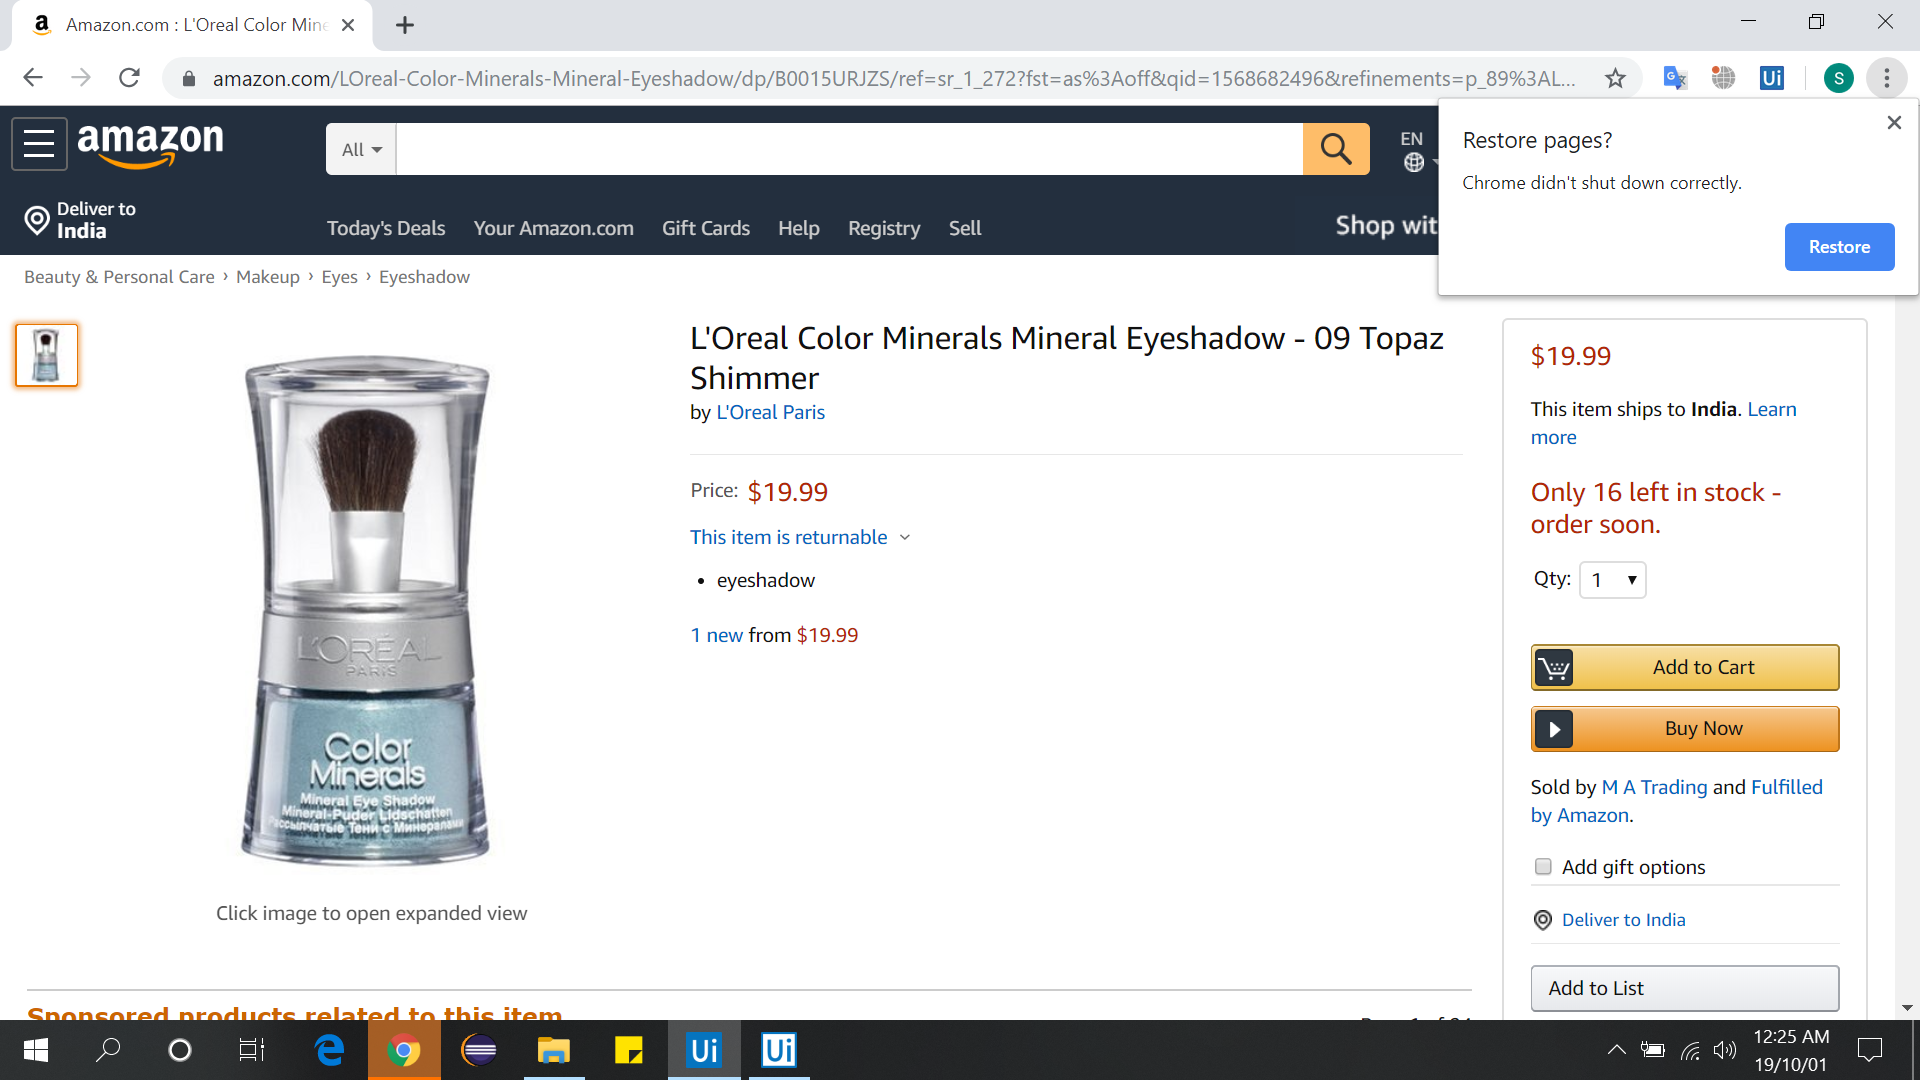 Amazon.com : L'Oreal Color Mine
amazon.com/LOreal-Color-Minerals-Mineral-Eyeshadow/dp/B0015URJZS/ref=sr_1_272?fst=as%3Aoff&qid=1568682496&refinements=p_89%3AL...
Ui
S
Restore pages?
Chrome didn't shut down correctly.
Restore
amazon
All
EN
Deliver to
India
Today's Deals
Your Amazon.com
Gift Cards
Help
Registry
Sell
Shop wit
Beauty & Personal Care › Makeup › Eyes › Eyeshadow
L'ORÉAL
PARIS
Color
Minerals
Mineral Eye Shadow
Mineral-Puder Lidschatten
Рассыпчатые Тени с Минералами
Click image to open expanded view
L'Oreal Color Minerals Mineral Eyeshadow - 09 Topaz
Shimmer
by L'Oreal Paris
Price: $19.99
This item is returnable
• eyeshadow
1 new from $19.99
$19.99
This item ships to India. Learn
more
Only 16 left in stock -
order soon.
Qty: 1
Add to Cart
Buy Now
Sold by M A Trading and Fulfilled
by Amazon.
Add gift options
Deliver to India
Add to List
Sponsored products related to this item
Ui
Ui
12:25 AM
19/10/01